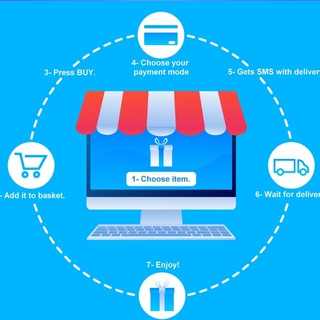 4- Choose your
payment mode
3- Press BUY.
5- Gets SMS with delivery
1- Choose item.
- Add it to basket.
6- Wait for deliver
7- Enjoy!